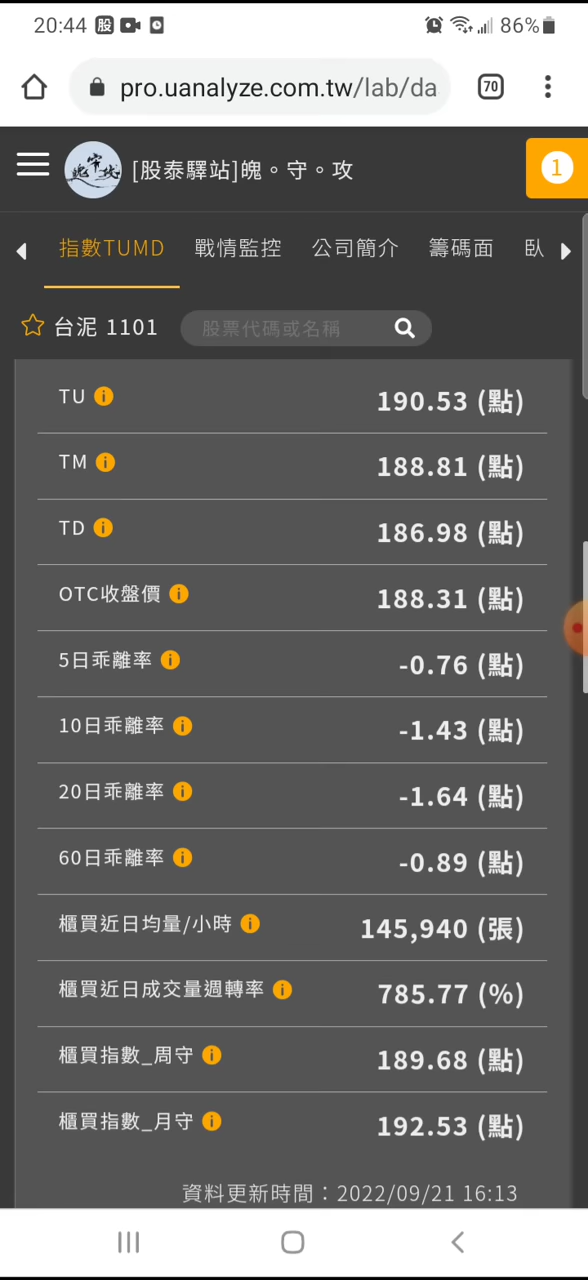 20:44 股 86%
pro.uanalyze.com.tw/lab/da
70
魄守攻 [股泰驛站]魄。守。攻 1
指數TUMD 戰情監控 公司簡介 籌碼面 臥
台泥 1101 股票代碼或名稱
TU 190.53 (點)
TM 188.81 (點)
TD 186.98 (點)
OTC收盤價 188.31 (點)
5日乖離率 -0.76 (點)
10日乖離率 -1.43 (點)
20日乖離率 -1.64 (點)
60日乖離率 -0.89 (點)
櫃買近日均量/小時 145,940 (張)
櫃買近日成交量週轉率 785.77 (%)
櫃買指數_周守 189.68 (點)
櫃買指數_月守 192.53 (點)
資料更新時間：2022/09/21 16:13